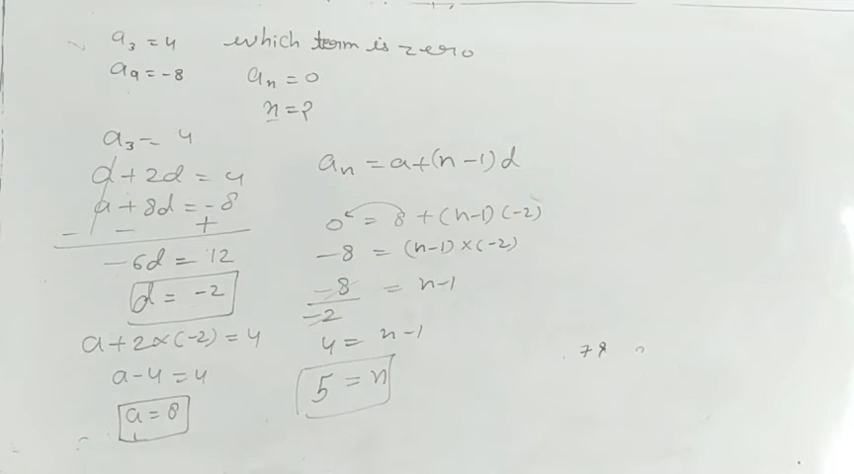 a₃ = 4 which term is zero
a₉ = -8 aₙ = 0
n = ?
a₃ = 4
a + 2d = 4
a + 8d = -8
- - +
-6d = 12
d = -2
a + 2 × (-2) = 4
a - 4 = 4
a = 8
aₙ = a + (n - 1) d
0 = 8 + (n-1) (-2)
-8 = (n-1) × (-2)
-8/-2 = n-1
4 = n-1
5 = n